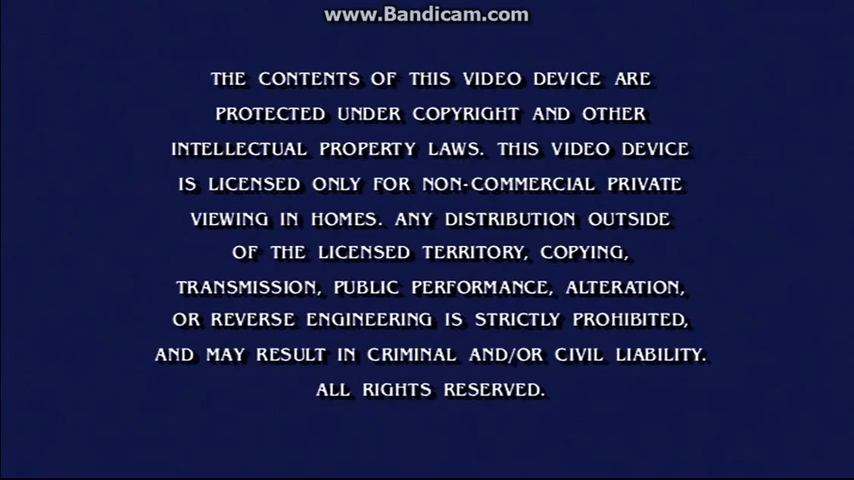 www.Bandicam.com
THE CONTENTS OF THIS VIDEO DEVICE ARE
PROTECTED UNDER COPYRIGHT AND OTHER
INTELLECTUAL PROPERTY LAWS. THIS VIDEO DEVICE
IS LICENSED ONLY FOR NON-COMMERCIAL PRIVATE
VIEWING IN HOMES. ANY DISTRIBUTION OUTSIDE
OF THE LICENSED TERRITORY, COPYING,
TRANSMISSION, PUBLIC PERFORMANCE, ALTERATION,
OR REVERSE ENGINEERING IS STRICTLY PROHIBITED,
AND MAY RESULT IN CRIMINAL AND/OR CIVIL LIABILITY.
ALL RIGHTS RESERVED.